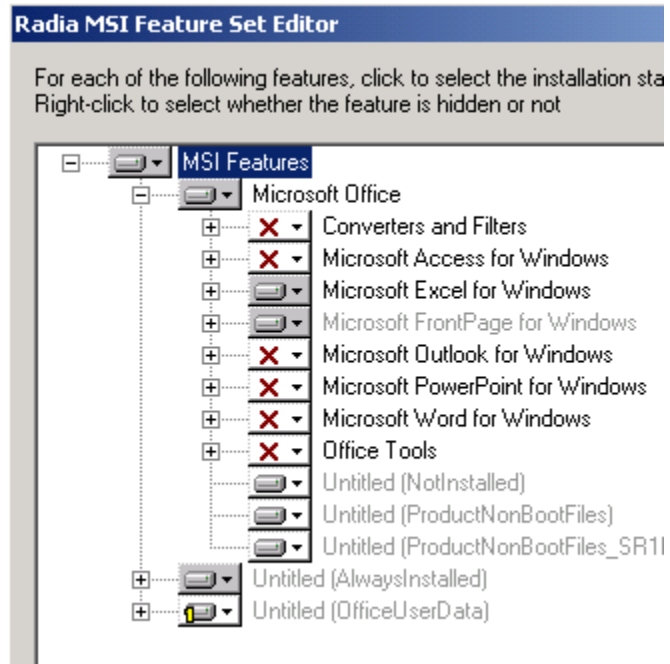 Radia MSI Feature Set Editor
For each of the following features, click to select the installation sta
Right-click to select whether the feature is hidden or not
MSI Features
Microsoft Office
Converters and Filters
Microsoft Access for Windows
Microsoft Excel for Windows
Microsoft FrontPage for Windows
Microsoft Outlook for Windows
Microsoft PowerPoint for Windows
Microsoft Word for Windows
Office Tools
Untitled (NotInstalled)
Untitled (ProductNonBootFiles)
Untitled (ProductNonBootFiles_SR1
Untitled (AlwaysInstalled)
Untitled (OfficeUserData)